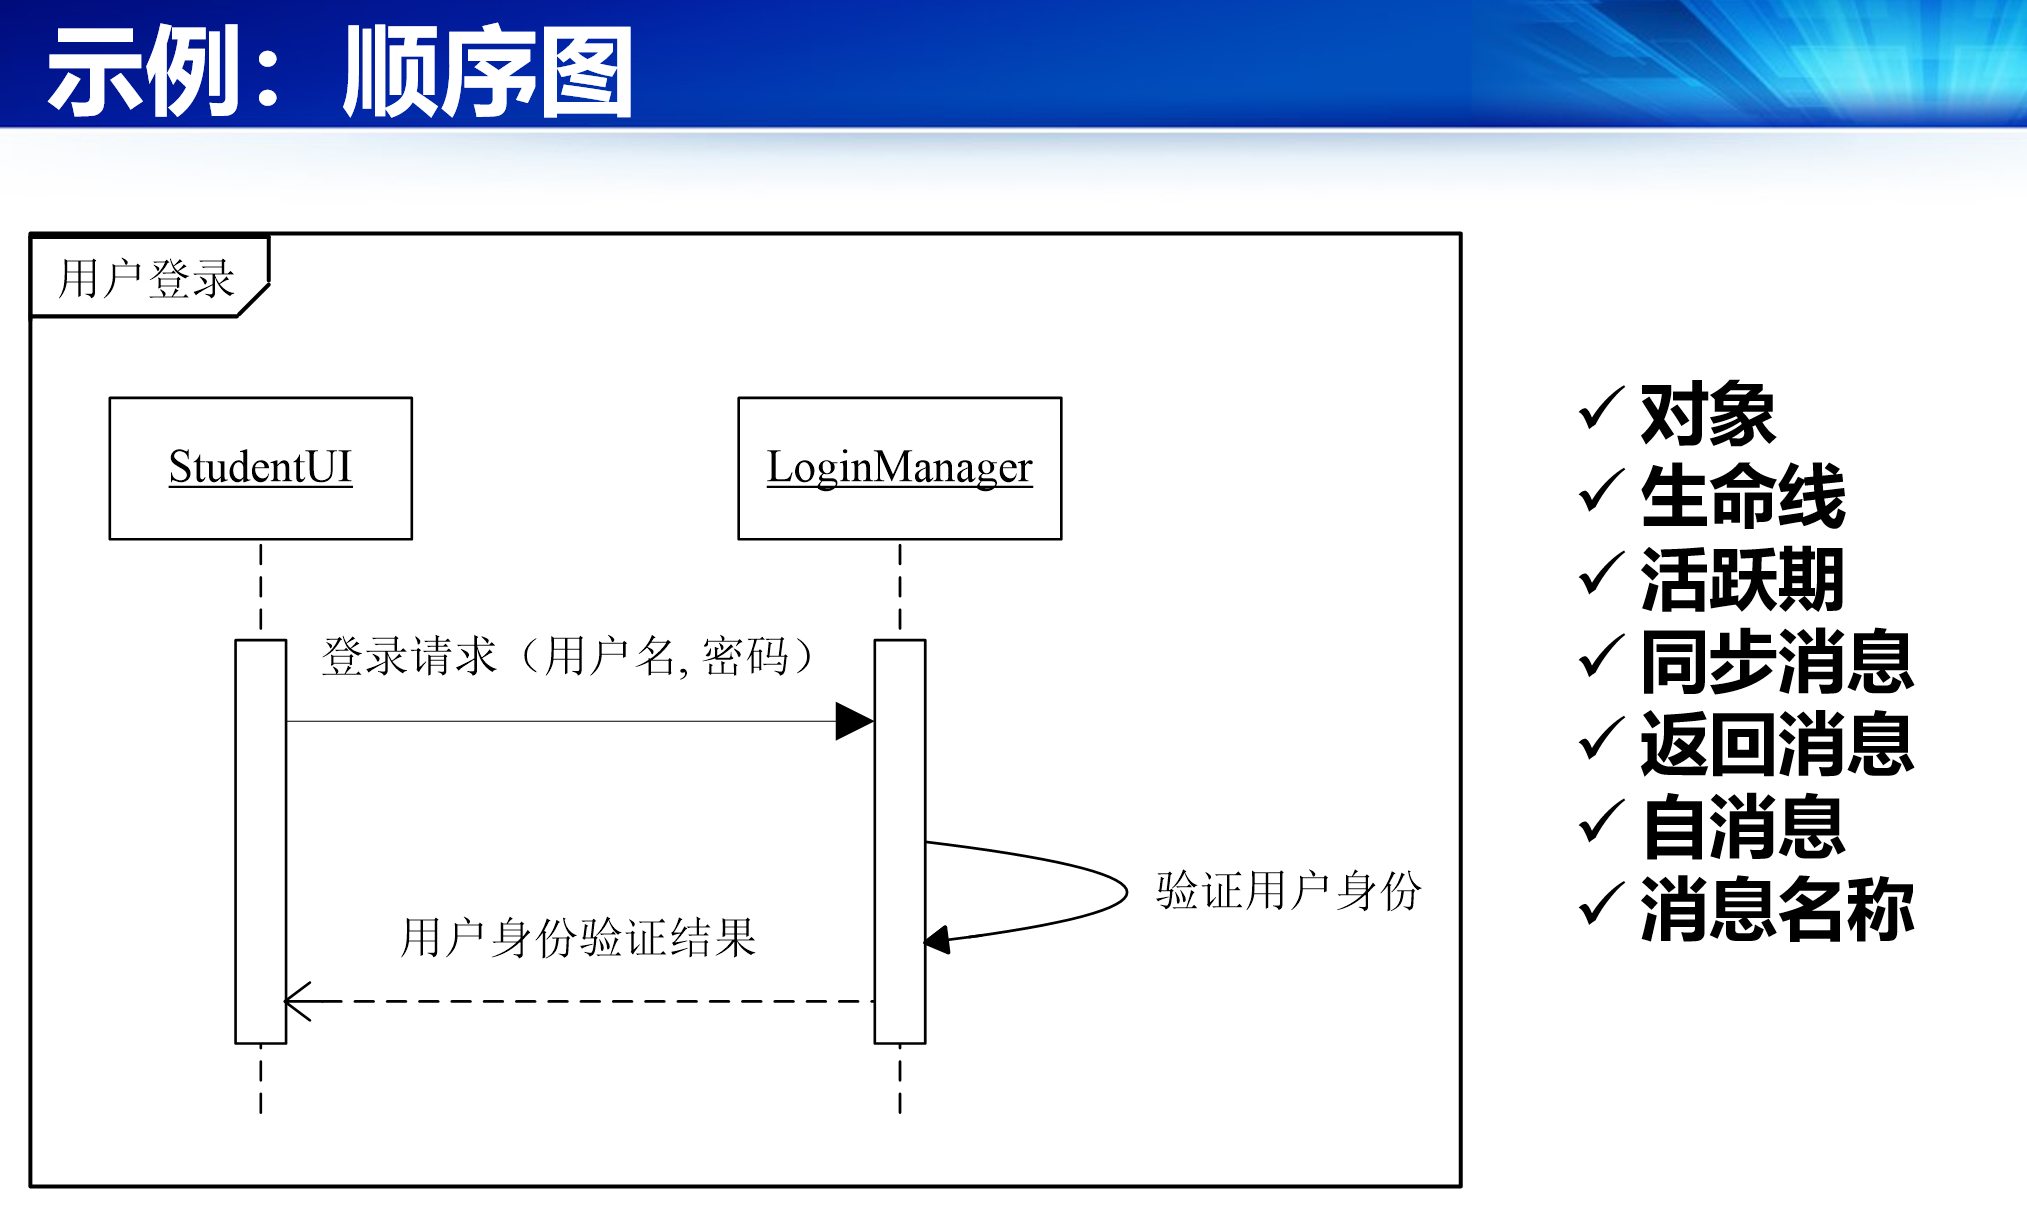 示例：顺序图
用户登录
StudentUI
LoginManager
登录请求（用户名, 密码）
验证用户身份
用户身份验证结果
✓ 对象
✓ 生命线
✓ 活跃期
✓ 同步消息
✓ 返回消息
✓ 自消息
✓ 消息名称